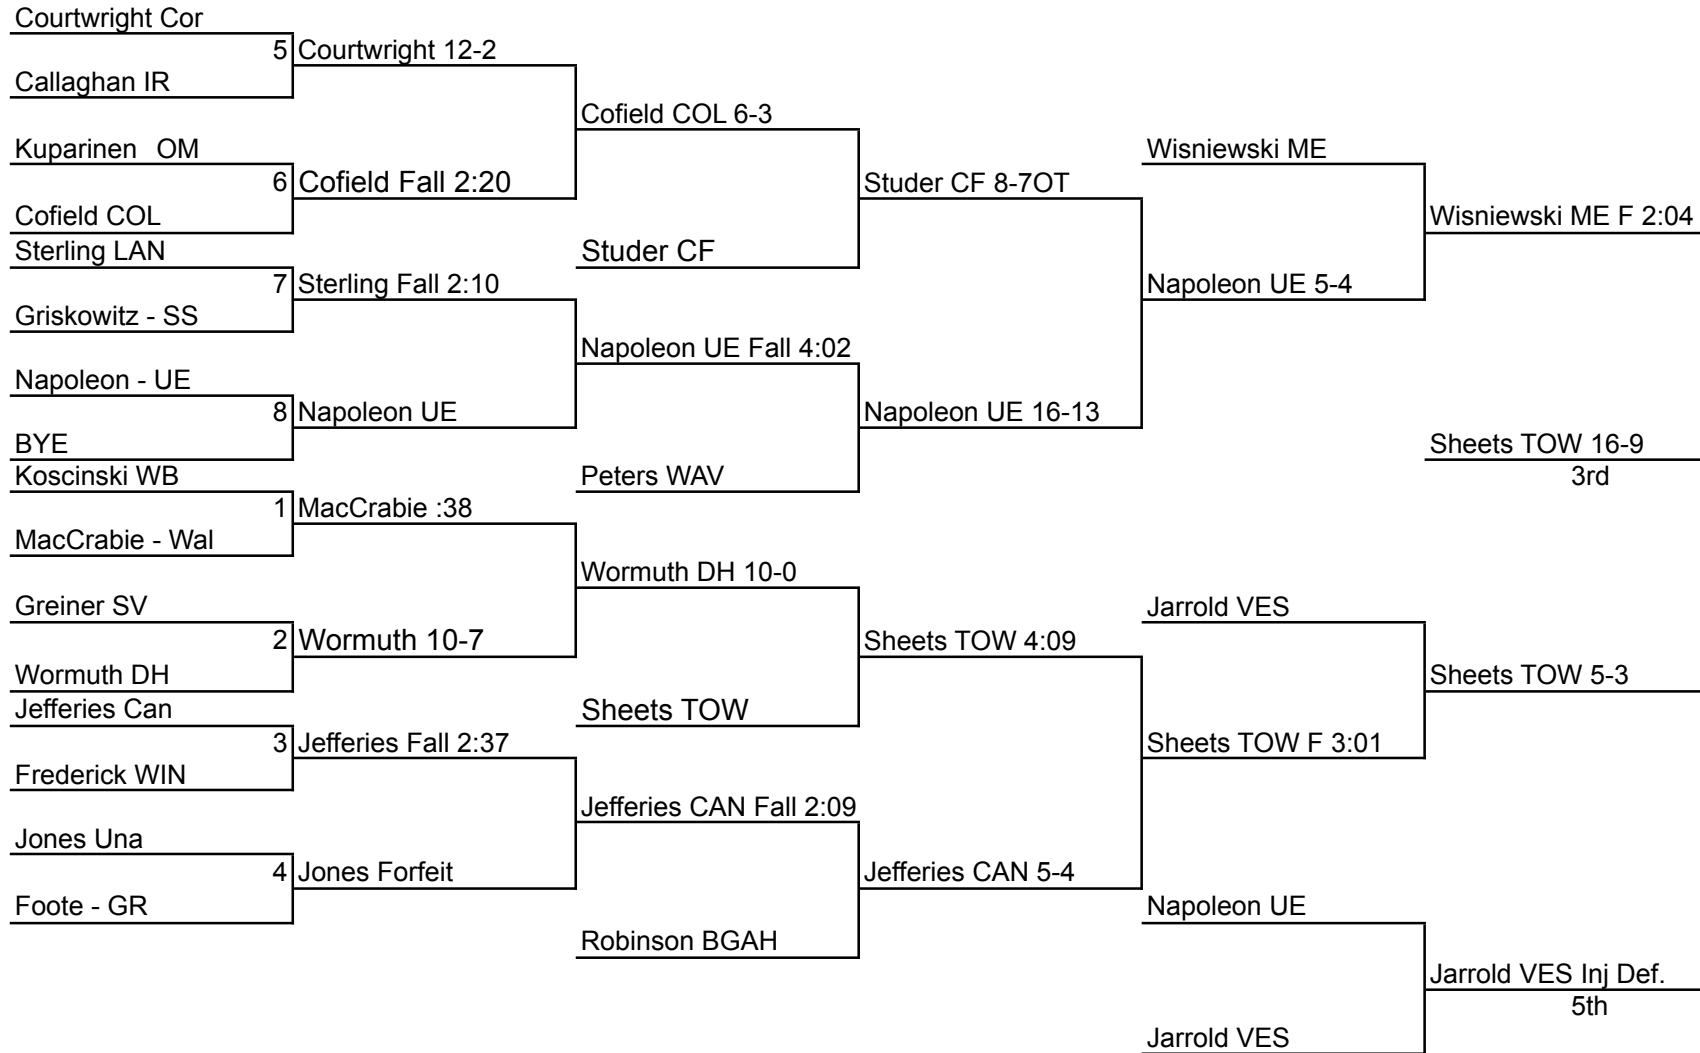 Courtwright Cor
5 Courtwright 12-2
Callaghan IR
Cofield COL 6-3
Kuparinen OM
Wisniewski ME
6 Cofield Fall 2:20
Studer CF 8-7OT
Cofield COL
Wisniewski ME F 2:04
Sterling LAN
Studer CF
7 Sterling Fall 2:10
Napoleon UE 5-4
Griskowitz - SS
Napoleon UE Fall 4:02
Napoleon - UE
8 Napoleon UE
Napoleon UE 16-13
BYE
Sheets TOW 16-9
Koscinski WB
Peters WAV
3rd
1 MacCrabie :38
MacCrabie - Wal
Wormuth DH 10-0
Greiner SV
Jarrold VES
2 Wormuth 10-7
Sheets TOW 4:09
Wormuth DH
Sheets TOW 5-3
Jefferies Can
Sheets TOW
3 Jefferies Fall 2:37
Sheets TOW F 3:01
Frederick WIN
Jefferies CAN Fall 2:09
Jones Una
4 Jones Forfeit
Jefferies CAN 5-4
Foote - GR
Napoleon UE
Robinson BGAH
Jarrold VES Inj Def.
5th
Jarrold VES